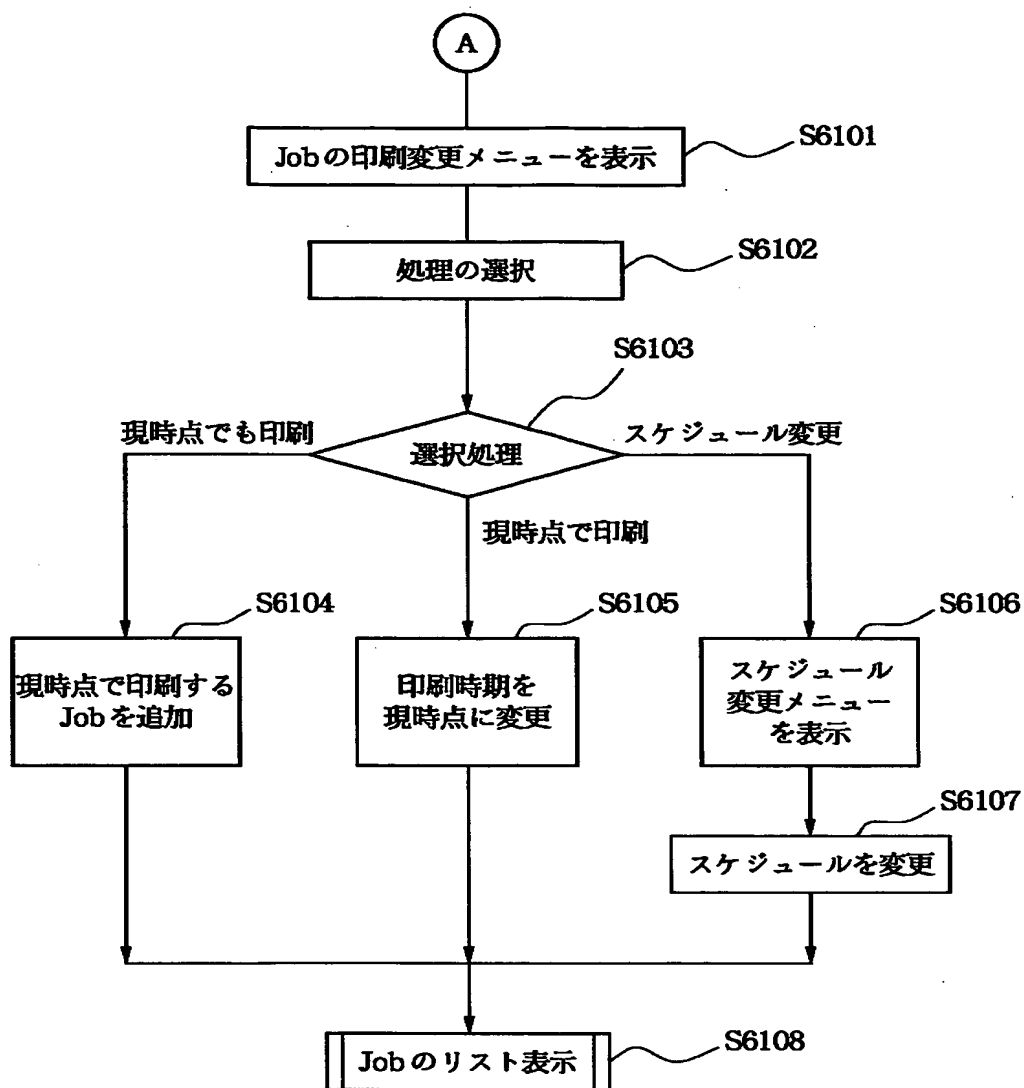 A
Jobの印刷変更メニューを表示
S6101
処理の選択
S6102
S6103
現時点でも印刷
選択処理
スケジュール変更
現時点で印刷
S6104
S6105
S6106
現時点で印刷する
Jobを追加
印刷時期を
現時点に変更
スケジュール
変更メニュー
を表示
S6107
スケジュールを変更
Jobのリスト表示
S6108